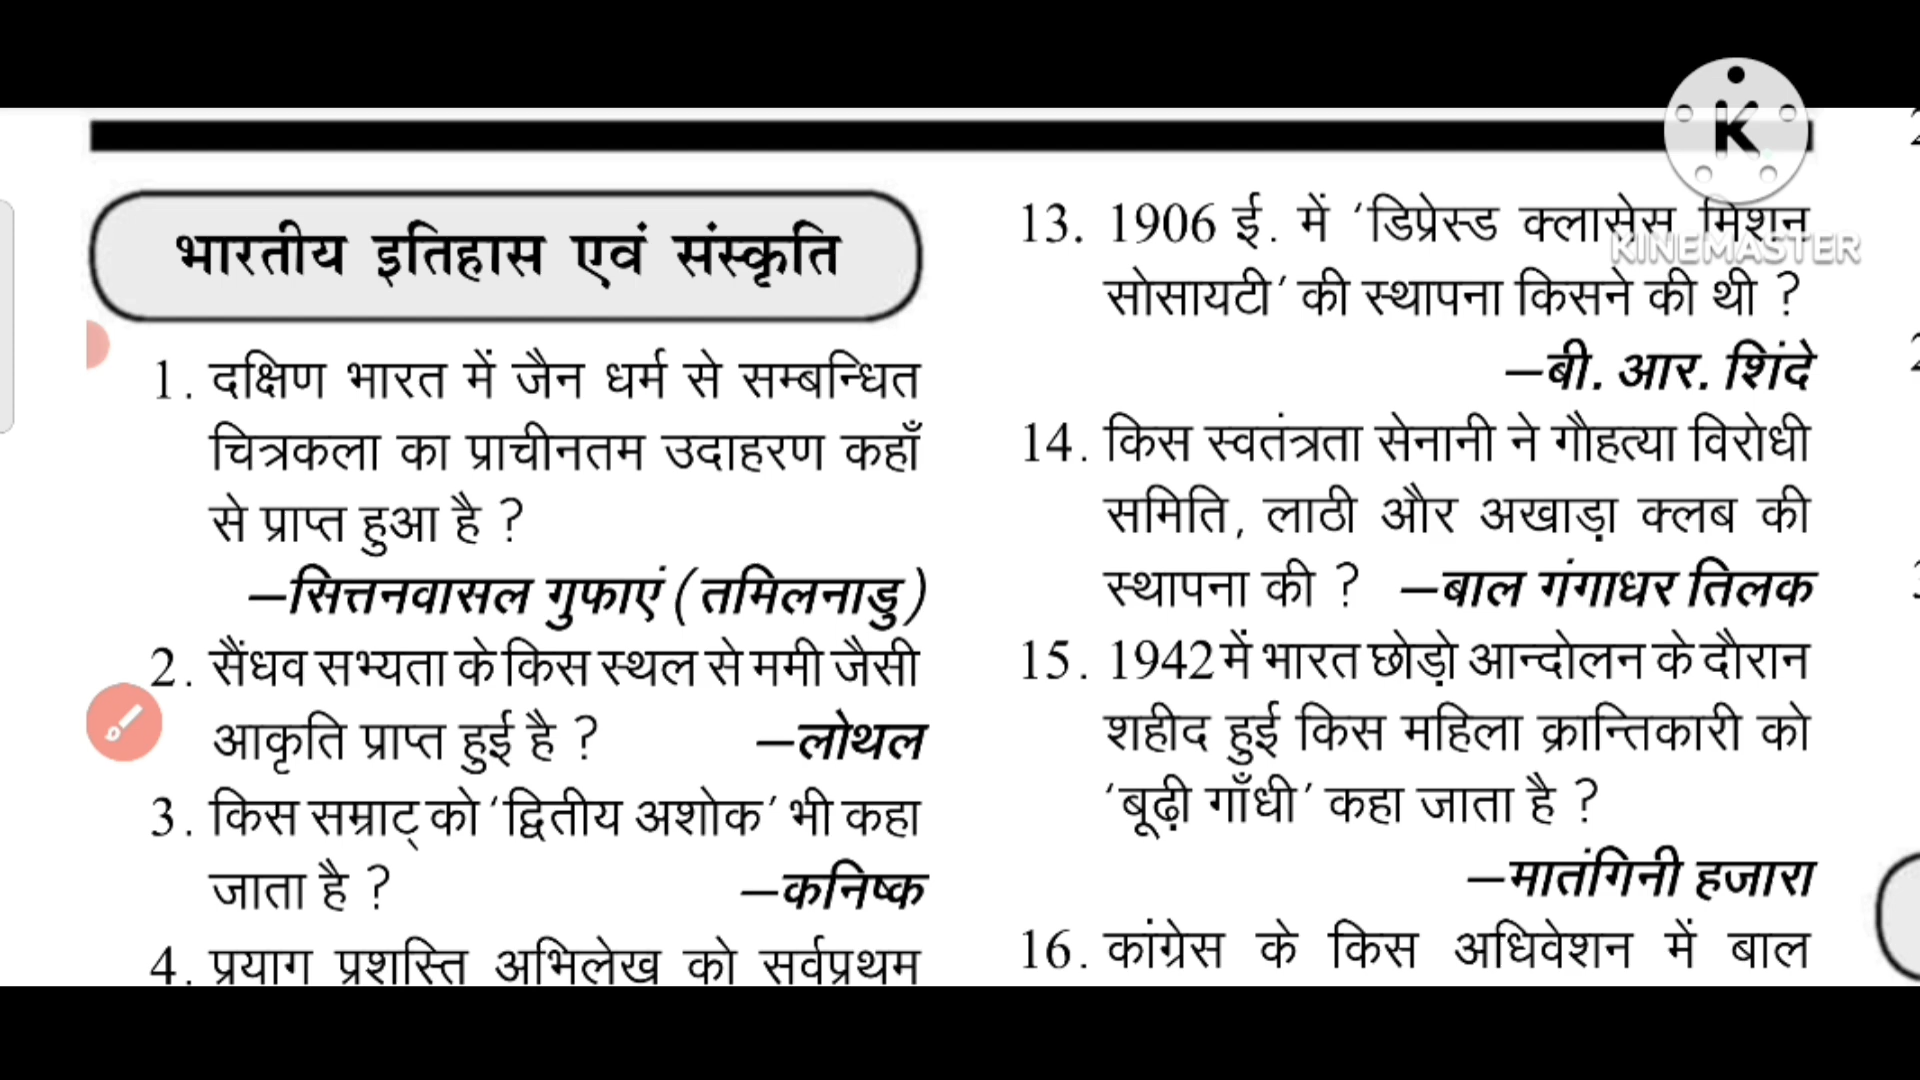 भारतीय इतिहास एवं संस्कृति
1. दक्षिण भारत में जैन धर्म से सम्बन्धित
चित्रकला का प्राचीनतम उदाहरण कहाँ
से प्राप्त हुआ है ?
–सित्तनवासल गुफाएं (तमिलनाडु)
2. सैंधव सभ्यता के किस स्थल से ममी जैसी
आकृति प्राप्त हुई है ? –लोथल
3. किस सम्राट् को 'द्वितीय अशोक' भी कहा
जाता है ? –कनिष्क
4. प्रयाग प्रशस्ति अभिलेख को सर्वप्रथम
13. 1906 ई. में 'डिप्रेस्ड क्लासेस मिशन
सोसायटी' की स्थापना किसने की थी ?
–बी. आर. शिंदे
14. किस स्वतंत्रता सेनानी ने गौहत्या विरोधी
समिति, लाठी और अखाड़ा क्लब की
स्थापना की ? –बाल गंगाधर तिलक
15. 1942 में भारत छोड़ो आन्दोलन के दौरान
शहीद हुई किस महिला क्रान्तिकारी को
'बूढ़ी गाँधी' कहा जाता है ?
–मातंगिनी हजारा
16. कांग्रेस के किस अधिवेशन में बाल
K
KINEMASTER